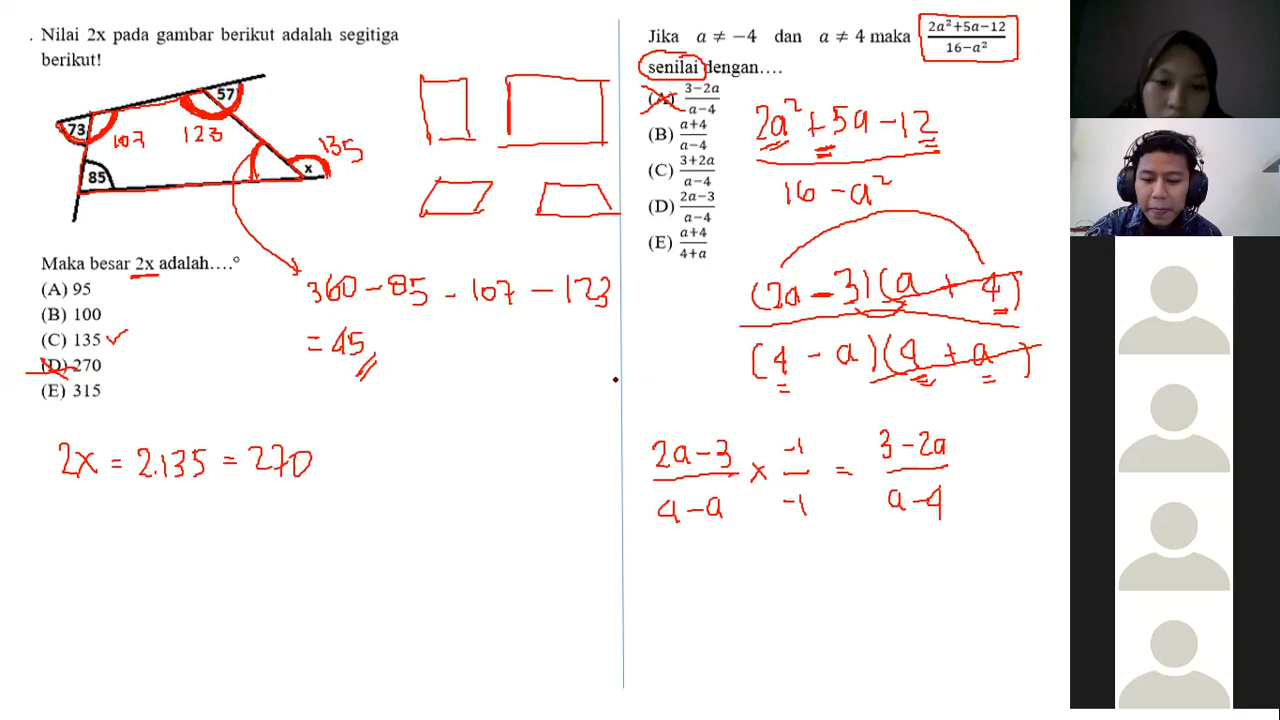 . Nilai 2x pada gambar berikut adalah segitiga
berikut!
57
73
107
123
135
x
85
Maka besar 2x adalah….°
(A) 95
(B) 100
(C) 135 ✓
(D) 270
(E) 315
360 - 85 - 107 - 123
= 45
2x = 2.135 = 270
Jika a ≠ −4 dan a ≠ 4 maka (2a²+5a−12)/(16−a²)
senilai dengan….
(A) (3−2a)/(a−4)
(B) (a+4)/(a−4)
(C) (3+2a)/(a−4)
(D) (2a−3)/(a−4)
(E) (a+4)/(4+a)
2a² + 5a - 12
16 - a²
(2a - 3)(a + 4)
(4 - a)(4 + a)
(2a-3)/(4-a) x (-1)/(-1) = (3-2a)/(a-4)